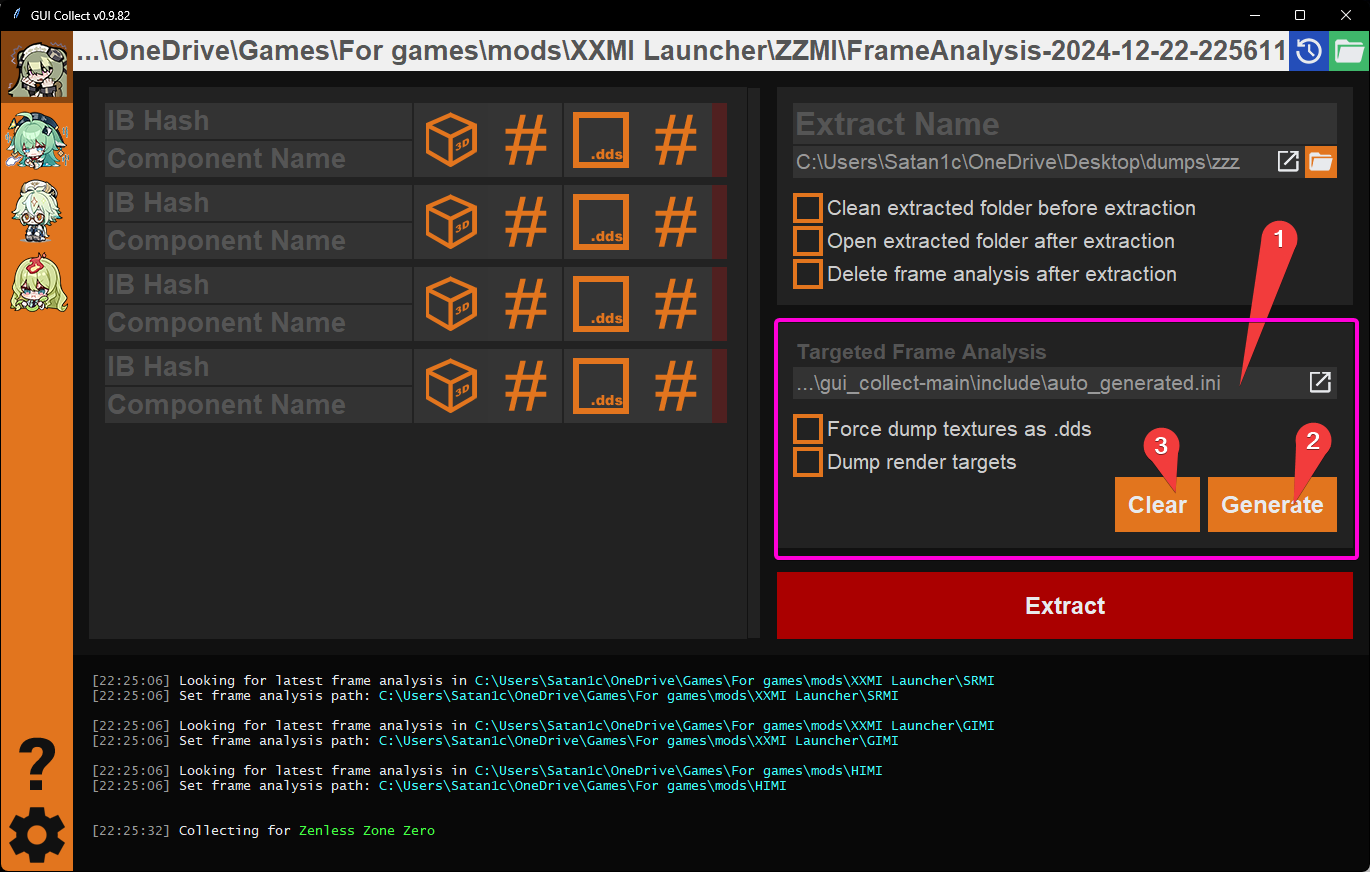 GUI Collect v0.9.82
...\OneDrive\Games\For games\mods\XXMI Launcher\ZZMI\FrameAnalysis-2024-12-22-225611
IB Hash
Component Name
3D
#
.dds
#
IB Hash
Component Name
3D
#
.dds
#
IB Hash
Component Name
3D
#
.dds
#
IB Hash
Component Name
3D
#
.dds
#
Extract Name
C:\Users\Satan1c\OneDrive\Desktop\dumps\zzz
Clean extracted folder before extraction
Open extracted folder after extraction
Delete frame analysis after extraction
1
Targeted Frame Analysis
...\gui_collect-main\include\auto_generated.ini
Force dump textures as .dds
Dump render targets
3
2
Clear
Generate
Extract
[22:25:06] Looking for latest frame analysis in C:\Users\Satan1c\OneDrive\Games\For games\mods\XXMI Launcher\SRMI
[22:25:06] Set frame analysis path: C:\Users\Satan1c\OneDrive\Games\For games\mods\XXMI Launcher\SRMI
[22:25:06] Looking for latest frame analysis in C:\Users\Satan1c\OneDrive\Games\For games\mods\XXMI Launcher\GIMI
[22:25:06] Set frame analysis path: C:\Users\Satan1c\OneDrive\Games\For games\mods\XXMI Launcher\GIMI
[22:25:06] Looking for latest frame analysis in C:\Users\Satan1c\OneDrive\Games\For games\mods\HIMI
[22:25:06] Set frame analysis path: C:\Users\Satan1c\OneDrive\Games\For games\mods\HIMI
[22:25:32] Collecting for Zenless Zone Zero
?